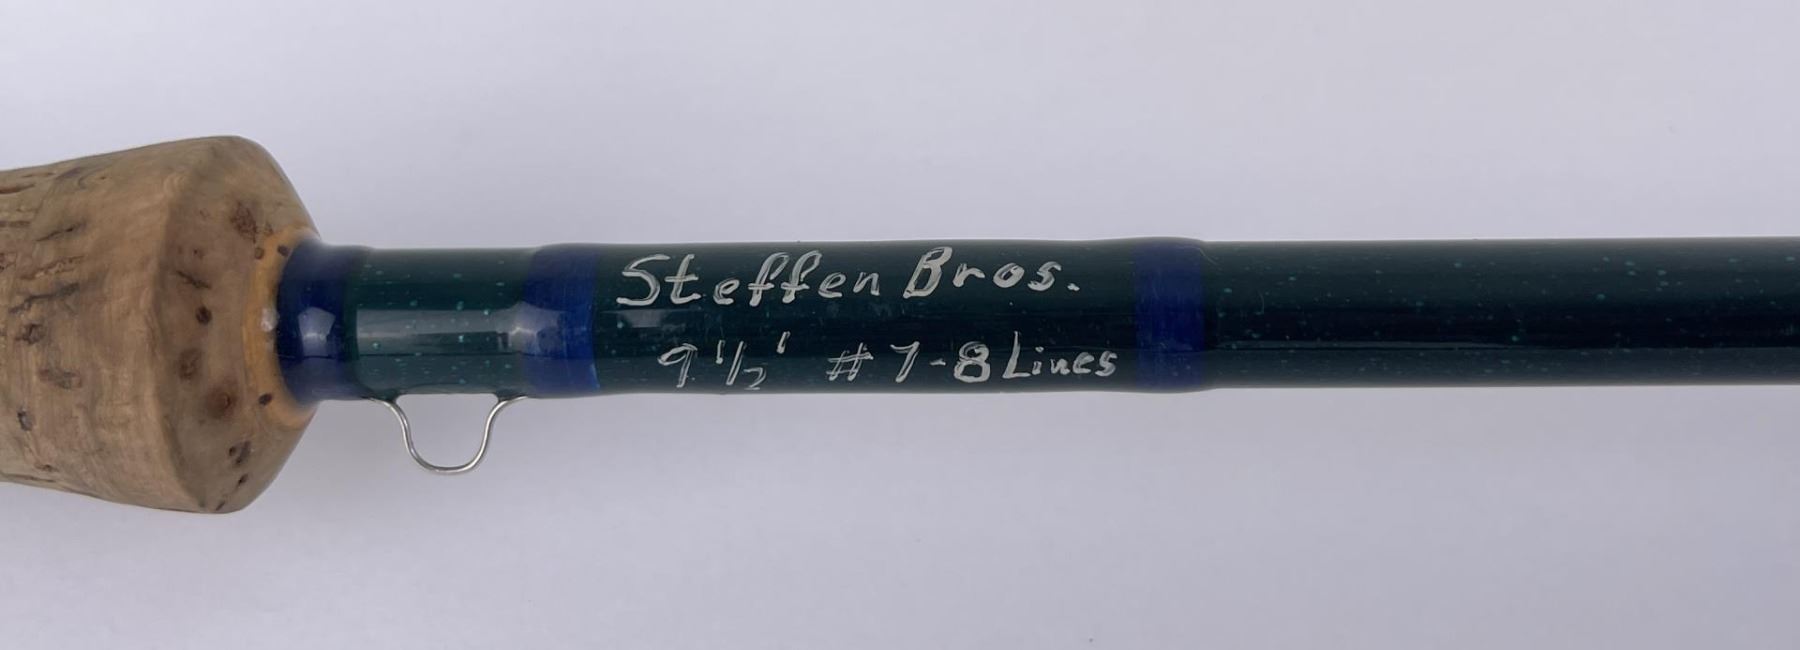 Steffen Bros.
9 1/2' # 7-8 Lines